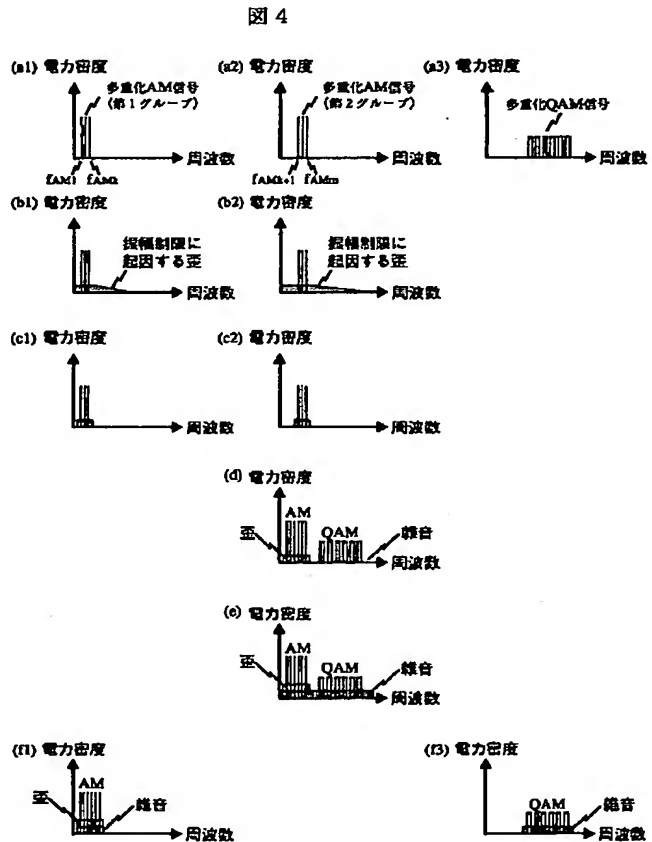 図 4
(a1) 電力密度
多重化AM信号
(第1グループ)
周波数
fAM1 fAMk
(a2) 電力密度
多重化AM信号
(第2グループ)
周波数
fAMk+1 fAMm
(a3) 電力密度
多重化QAM信号
周波数
(b1) 電力密度
振幅制限に
起因する歪
周波数
(b2) 電力密度
振幅制限に
起因する歪
周波数
(c1) 電力密度
周波数
(c2) 電力密度
周波数
(d) 電力密度
AM
歪
QAM
雑音
周波数
(e) 電力密度
AM
歪
QAM
雑音
周波数
(f1) 電力密度
AM
歪
雑音
周波数
(f3) 電力密度
QAM
雑音
周波数